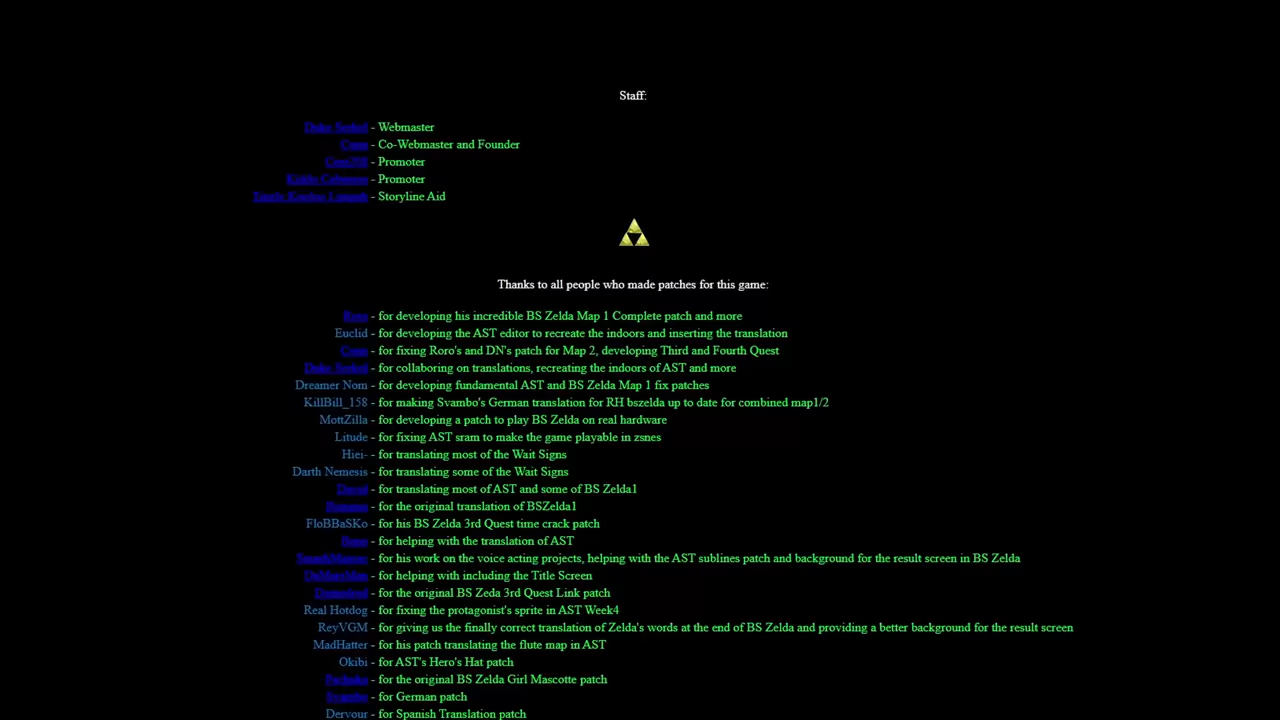 Staff:
Duke Serkol - Webmaster
Conn - Co-Webmaster and Founder
- Promoter
- Promoter
- Storyline Aid
Thanks to all people who made patches for this game:
Roro - for developing his incredible BS Zelda Map 1 Complete patch and more
Euclid - for developing the AST editor to recreate the indoors and inserting the translation
Conn - for fixing Roro's and DN's patch for Map 2, developing Third and Fourth Quest
Duke Serkol - for collaborating on translations, recreating the indoors of AST and more
Dreamer Nom - for developing fundamental AST and BS Zelda Map 1 fix patches
KillBill_158 - for making Svambo's German translation for RH bszelda up to date for combined map1/2
MottZilla - for developing a patch to play BS Zelda on real hardware
Litude - for fixing AST sram to make the game playable in zsnes
Hiei- - for translating most of the Wait Signs
Darth Nemesis - for translating some of the Wait Signs
- for translating most of AST and some of BS Zelda1
- for the original translation of BSZelda1
FloBBaSKo - for his BS Zelda 3rd Quest time crack patch
- for helping with the translation of AST
- for his work on the voice acting projects, helping with the AST sublines patch and background for the result screen in BS Zelda
- for helping with including the Title Screen
- for the original BS Zeda 3rd Quest Link patch
Real Hotdog - for fixing the protagonist's sprite in AST Week4
ReyVGM - for giving us the finally correct translation of Zelda's words at the end of BS Zelda and providing a better background for the result screen
MadHatter - for his patch translating the flute map in AST
Okibi - for AST's Hero's Hat patch
- for the original BS Zelda Girl Mascotte patch
Svambo - for German patch
Dervour - for Spanish Translation patch